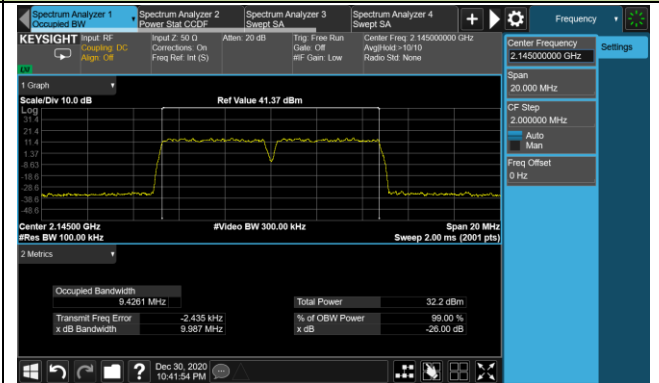 Spectrum Analyzer 1
Occupied BW
Spectrum Analyzer 2
Power Stat CCDF
Spectrum Analyzer 3
Swept SA
Spectrum Analyzer 4
Swept SA
Frequency
KEYSIGHT
Input: RF
Coupling: DC
Align: Off
Input Z: 50 Ω
Corrections: On
Freq Ref: Int (S)
Atten: 20 dB
Trig: Free Run
Gate: Off
#IF Gain: Low
Center Freq: 2.145000000 GHz
Avg|Hold:>10/10
Radio Std: None
Center Frequency
2.145000000 GHz
Settings
Span
20.000 MHz
CF Step
2.000000 MHz
Auto
Man
Freq Offset
0 Hz
1 Graph
Scale/Div 10.0 dB
Ref Value 41.37 dBm
Log
31.4
21.4
11.4
1.37
-8.63
-18.6
-28.6
-38.6
-48.6
Center 2.14500 GHz
#Res BW 100.00 kHz
#Video BW 300.00 kHz
Span 20 MHz
Sweep 2.00 ms (2001 pts)
2 Metrics
Occupied Bandwidth
9.4261 MHz
Total Power 32.2 dBm
Transmit Freq Error -2.435 kHz
% of OBW Power 99.00 %
x dB Bandwidth 9.987 MHz
x dB -26.00 dB
Dec 30, 2020
10:41:54 PM